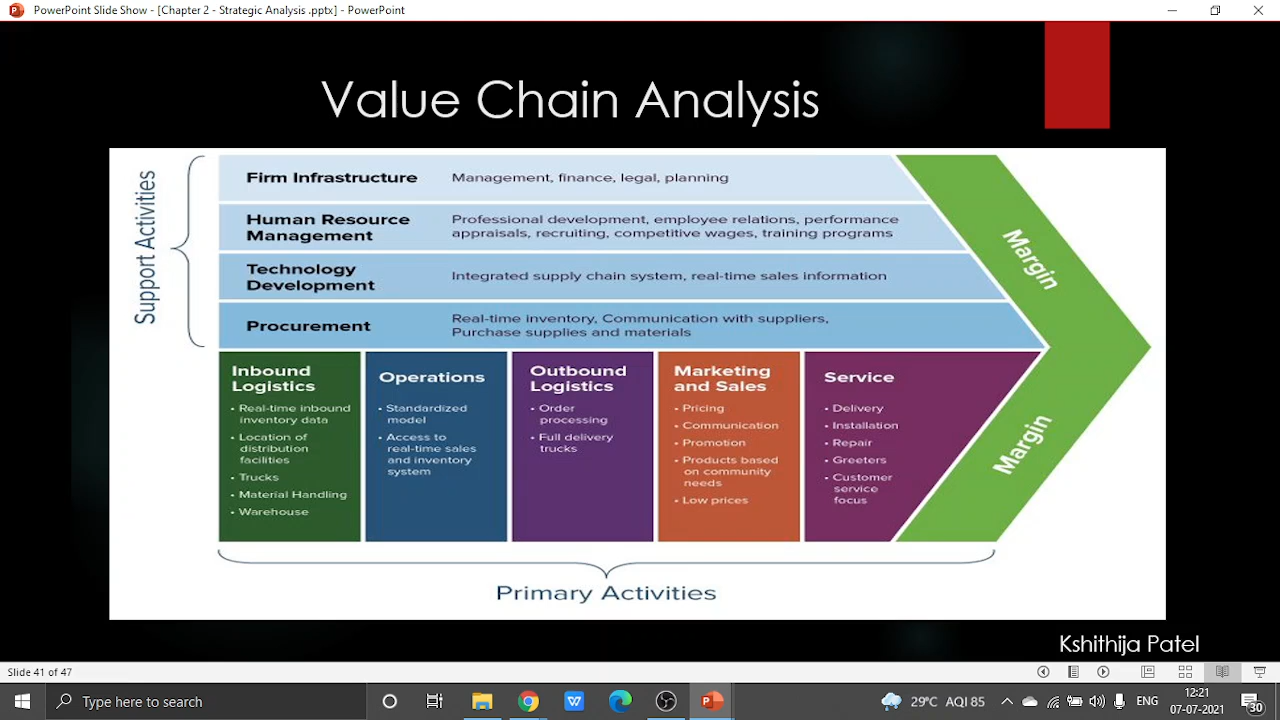 PowerPoint Slide Show - [Chapter 2 - Strategic Analysis .pptx] - PowerPoint
Value Chain Analysis
Support Activities
Firm Infrastructure
Management, finance, legal, planning
Human Resource
Management
Professional development, employee relations, performance
appraisals, recruiting, competitive wages, training programs
Technology
Development
Integrated supply chain system, real-time sales information
Procurement
Real-time inventory, Communication with suppliers,
Purchase supplies and materials
Margin
Margin
Inbound
Logistics
• Real-time inbound
inventory data
• Location of
distribution
facilities
• Trucks
• Material Handling
• Warehouse
Operations
• Standardized
model
• Access to
real-time sales
and inventory
system
Outbound
Logistics
• Order
processing
• Full delivery
trucks
Marketing
and Sales
• Pricing
• Communication
• Promotion
• Products based
on community
needs
• Low prices
Service
• Delivery
• Installation
• Repair
• Greeters
• Customer
service
focus
Primary Activities
Kshithija Patel
Slide 41 of 47
Type here to search
29°C AQI 85
ENG
12:21
07-07-2021
30